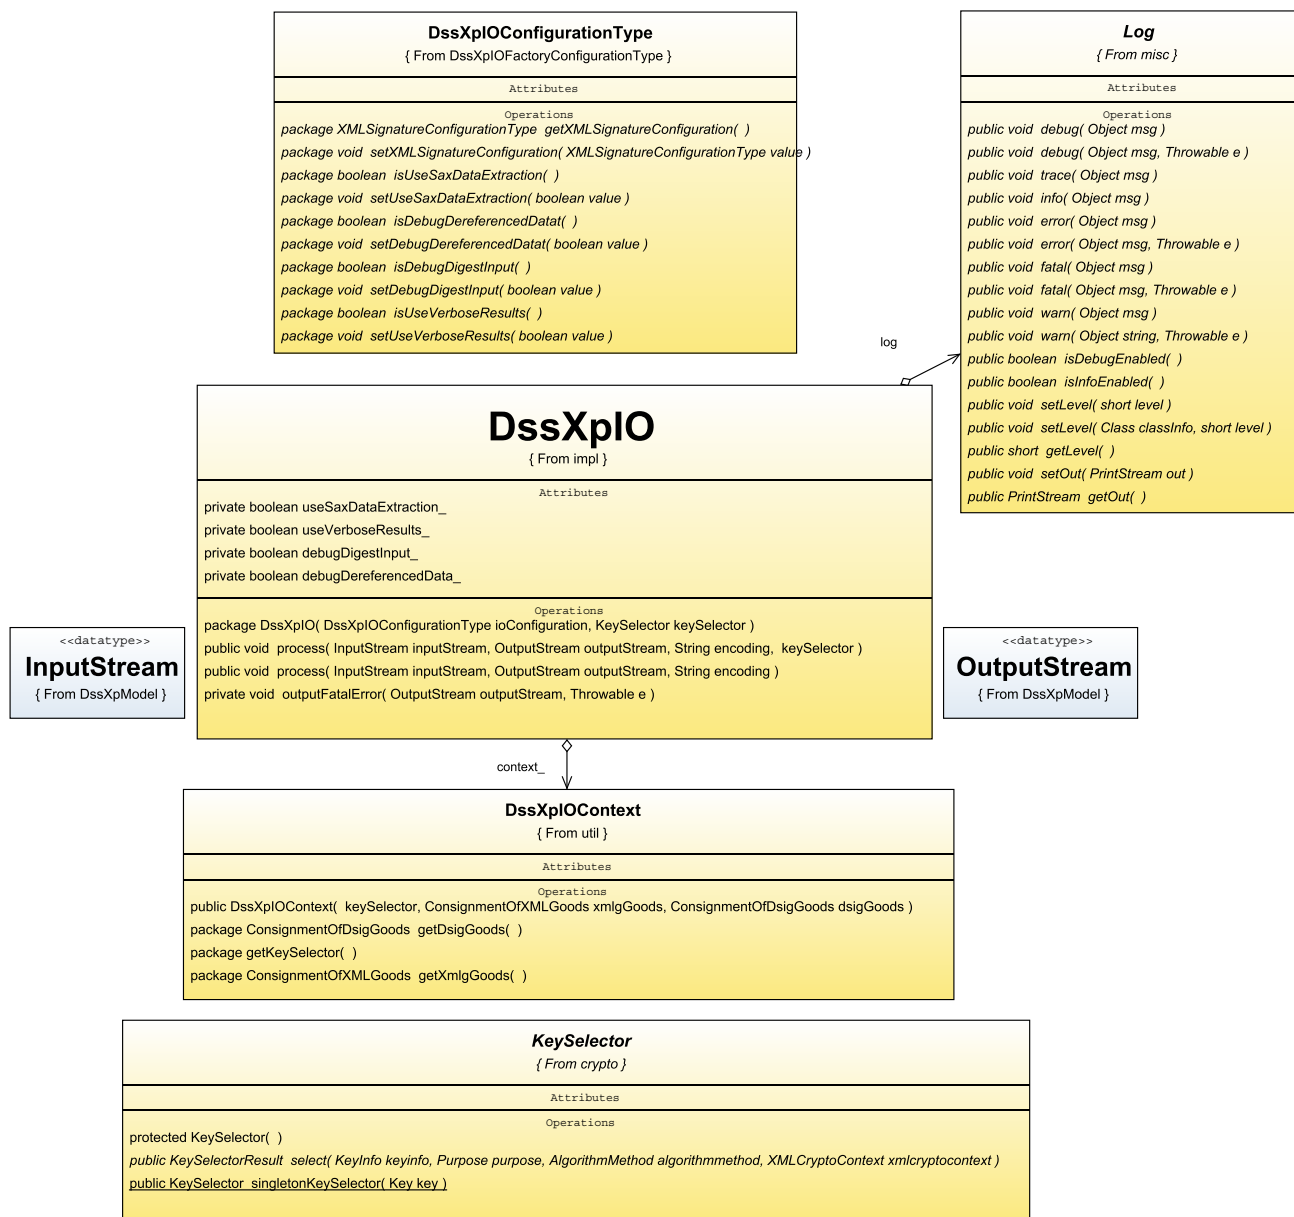 DssXpIOConfigurationType
{ From DssXpIOFactoryConfigurationType }
Attributes
Operations
package XMLSignatureConfigurationType getXMLSignatureConfiguration( )
package void setXMLSignatureConfiguration( XMLSignatureConfigurationType value )
package boolean isUseSaxDataExtraction( )
package void setUseSaxDataExtraction( boolean value )
package boolean isDebugDereferencedDatat( )
package void setDebugDereferencedDatat( boolean value )
package boolean isDebugDigestInput( )
package void setDebugDigestInput( boolean value )
package boolean isUseVerboseResults( )
package void setUseVerboseResults( boolean value )
Log
{ From misc }
Attributes
Operations
public void debug( Object msg )
public void debug( Object msg, Throwable e )
public void trace( Object msg )
public void info( Object msg )
public void error( Object msg )
public void error( Object msg, Throwable e )
public void fatal( Object msg )
public void fatal( Object msg, Throwable e )
public void warn( Object msg )
public void warn( Object string, Throwable e )
public boolean isDebugEnabled( )
public boolean isInfoEnabled( )
public void setLevel( short level )
public void setLevel( Class classInfo, short level )
public short getLevel( )
public void setOut( PrintStream out )
public PrintStream getOut( )
log
DssXpIO
{ From impl }
Attributes
private boolean useSaxDataExtraction_
private boolean useVerboseResults_
private boolean debugDigestInput_
private boolean debugDereferencedData_
Operations
package DssXpIO( DssXpIOConfigurationType ioConfiguration, KeySelector keySelector )
public void process( InputStream inputStream, OutputStream outputStream, String encoding, keySelector )
public void process( InputStream inputStream, OutputStream outputStream, String encoding )
private void outputFatalError( OutputStream outputStream, Throwable e )
<<datatype>>
InputStream
{ From DssXpModel }
<<datatype>>
OutputStream
{ From DssXpModel }
context_
DssXpIOContext
{ From util }
Attributes
Operations
public DssXpIOContext( keySelector, ConsignmentOfXMLGoods xmlgGoods, ConsignmentOfDsigGoods dsigGoods )
package ConsignmentOfDsigGoods getDsigGoods( )
package getKeySelector( )
package ConsignmentOfXMLGoods getXmlgGoods( )
KeySelector
{ From crypto }
Attributes
Operations
protected KeySelector( )
public KeySelectorResult select( KeyInfo keyinfo, Purpose purpose, AlgorithmMethod algorithmmethod, XMLCryptoContext xmlcryptocontext )
public KeySelector singletonKeySelector( Key key )